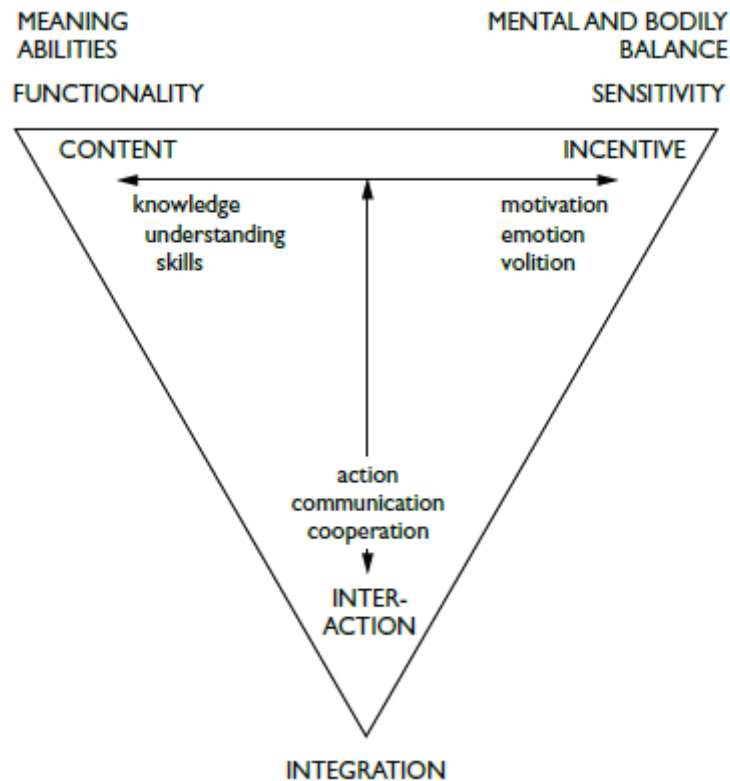 MEANING
ABILITIES
MENTAL AND BODILY
BALANCE
FUNCTIONALITY
SENSITIVITY
CONTENT
INCENTIVE
knowledge
understanding
skills
motivation
emotion
volition
action
communication
cooperation
INTER-
ACTION
INTEGRATION